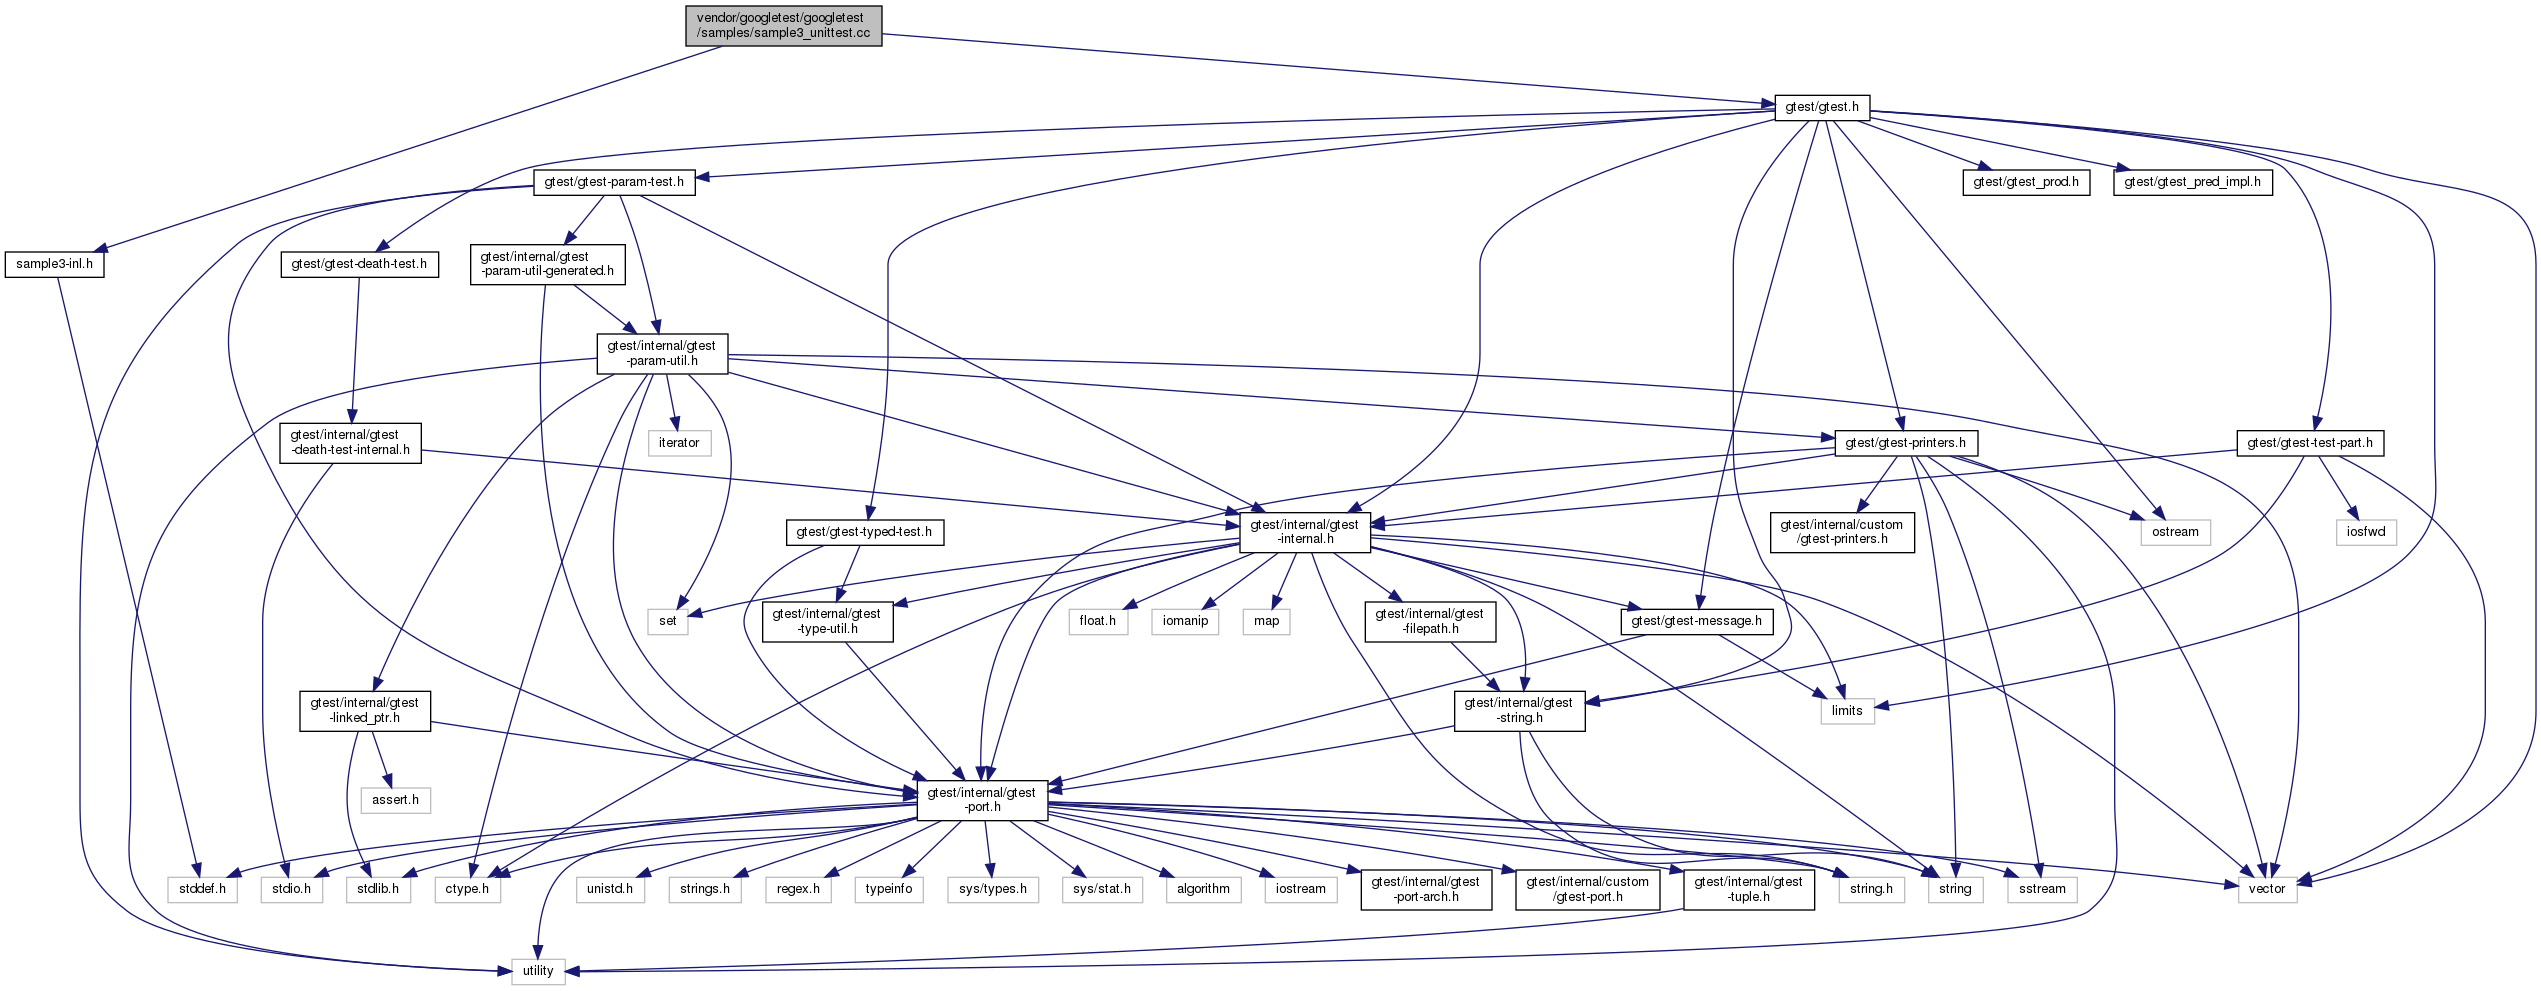 vendor/googletest/googletest
/samples/sample3_unittest.cc
gtest/gtest.h
gtest/gtest-param-test.h
gtest/gtest_prod.h
gtest/gtest_pred_impl.h
sample3-inl.h
gtest/gtest-death-test.h
gtest/internal/gtest
-param-util-generated.h
gtest/internal/gtest
-param-util.h
gtest/internal/gtest
-death-test-internal.h
iterator
gtest/gtest-printers.h
gtest/gtest-test-part.h
gtest/gtest-typed-test.h
gtest/internal/gtest
-internal.h
gtest/internal/custom
/gtest-printers.h
ostream
iosfwd
set
gtest/internal/gtest
-type-util.h
float.h
iomanip
map
gtest/internal/gtest
-filepath.h
gtest/gtest-message.h
gtest/internal/gtest
-linked_ptr.h
gtest/internal/gtest
-string.h
limits
assert.h
gtest/internal/gtest
-port.h
stddef.h
stdio.h
stdlib.h
ctype.h
unistd.h
strings.h
regex.h
typeinfo
sys/types.h
sys/stat.h
algorithm
iostream
gtest/internal/gtest
-port-arch.h
gtest/internal/custom
/gtest-port.h
gtest/internal/gtest
-tuple.h
string.h
string
sstream
vector
utility